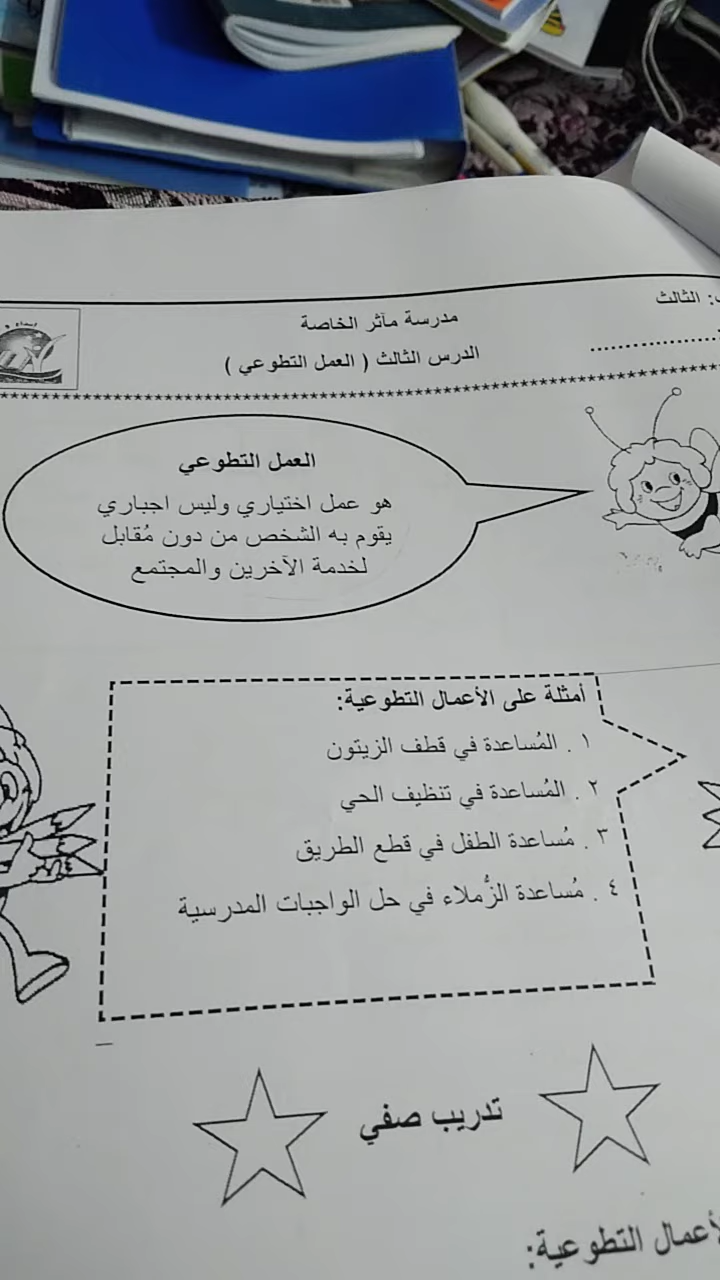 الثالث
مدرسة مآثر الخاصة
الدرس الثالث ( العمل التطوعي )
................
العمل التطوعي
هو عمل اختياري وليس اجباري
يقوم به الشخص من دون مُقابل
لخدمة الآخرين والمجتمع
أمثلة على الأعمال التطوعية:
١ . المُساعدة في قطف الزيتون
٢ . المُساعدة في تنظيف الحي
٣ . مُساعدة الطفل في قطع الطريق
٤ . مُساعدة الزُّملاء في حل الواجبات المدرسية
تدريب صفي
الأعمال التطوعية: